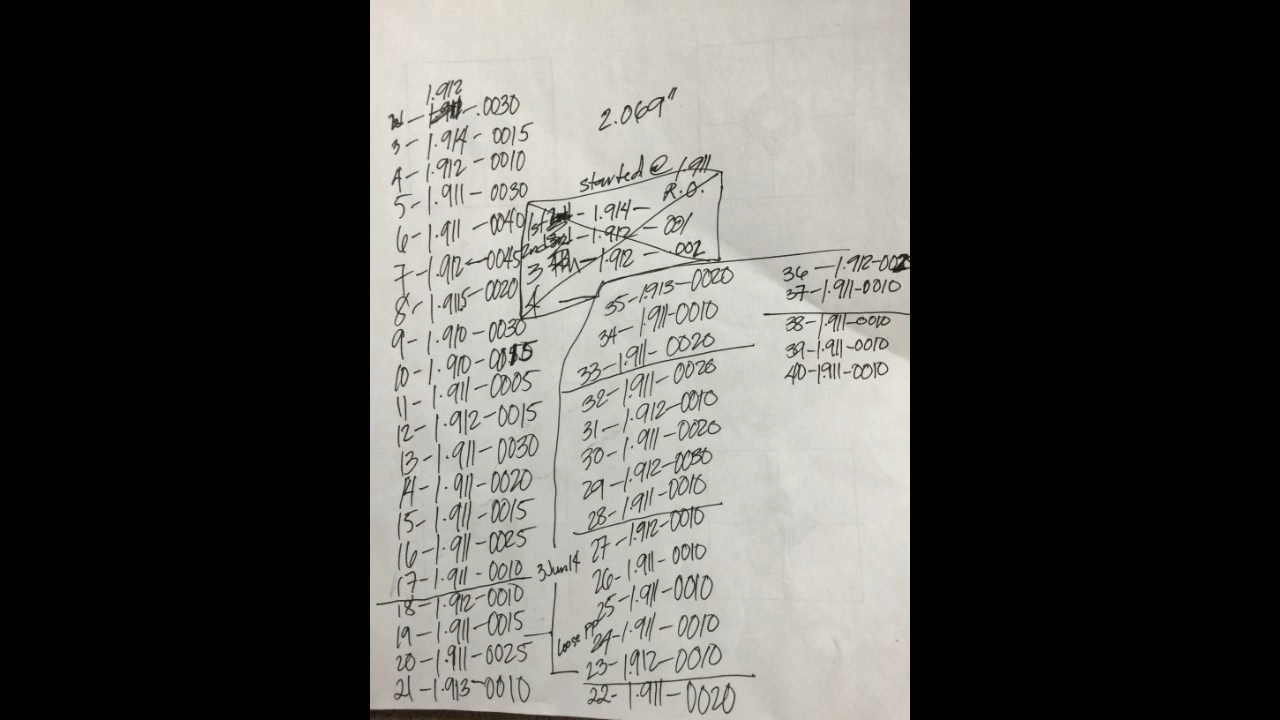 1.912
2nd - .0030
3 - 1.914 - 0015
4 - 1.912 - 0010
5 - 1.911 - 0030
6 - 1.911 - 0040
7 - 1.912 - 0045
8 - 1.9115 - 0020
9 - 1.910 - 0030
10 - 1.910 - 0015
11 - 1.911 - 0005
12 - 1.912 - 0015
13 - 1.911 - 0030
14 - 1.911 - 0020
15 - 1.911 - 0015
16 - 1.911 - 0025
17 - 1.911 - 0010
18 - 1.912 - 0010
19 - 1.911 - 0015
20 - 1.911 - 0025
21 - 1.913 - 0010
2.069"
started @ 1.911
R.O.
1st - 1.914 -
2nd - 1.912 - 001
3 - 1.912 - 002
4
35 - 1.913 - 0020
34 - 1.911 - 0010
33 - 1.911 - 0020
32 - 1.911 - 0020
31 - 1.912 - 0010
30 - 1.911 - 0020
29 - 1.912 - 0030
28 - 1.911 - 0010
27 - 1.912 - 0010
26 - 1.911 - 0010
25 - 1.911 - 0010
24 - 1.911 - 0010
23 - 1.912 - 0010
22 - 1.911 - 0020
3 Jun 14
loose PP
36 - 1.912 - 002
37 - 1.911 - 0010
38 - 1.911 - 0010
39 - 1.911 - 0010
40 - 1.911 - 0010